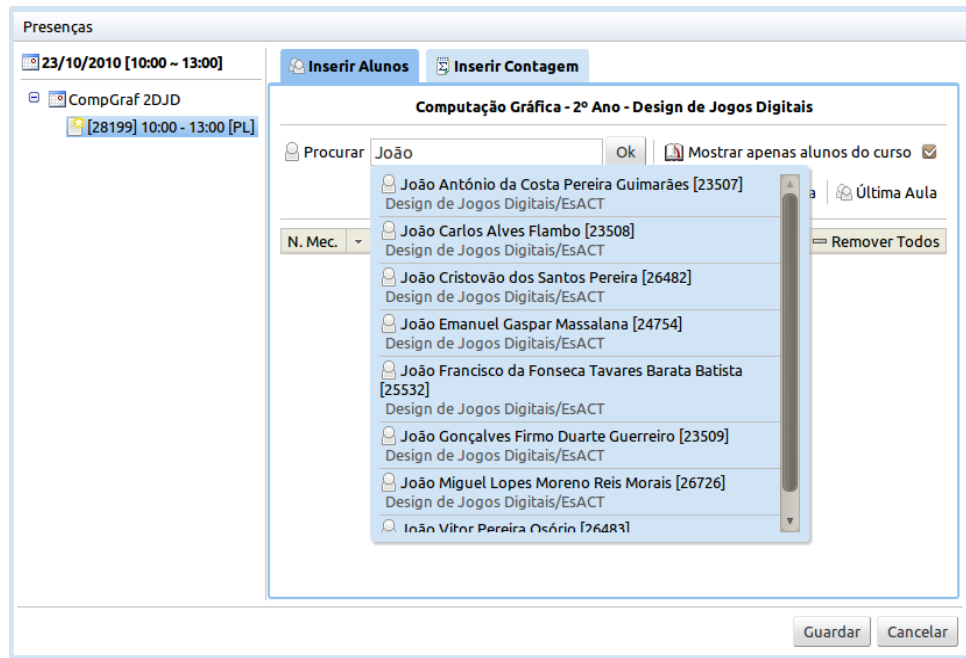 Presenças
23/10/2010 [10:00 ~ 13:00]
CompGraf 2DJD
[28199] 10:00 - 13:00 [PL]
Inserir Alunos
Inserir Contagem
Computação Gráfica - 2º Ano - Design de Jogos Digitais
Procurar João Ok Mostrar apenas alunos do curso
Última Aula
N. Mec. Remover Todos
João António da Costa Pereira Guimarães [23507]
Design de Jogos Digitais/EsACT
João Carlos Alves Flambo [23508]
Design de Jogos Digitais/EsACT
João Cristovão dos Santos Pereira [26482]
Design de Jogos Digitais/EsACT
João Emanuel Gaspar Massalana [24754]
Design de Jogos Digitais/EsACT
João Francisco da Fonseca Tavares Barata Batista
[25532]
Design de Jogos Digitais/EsACT
João Gonçalves Firmo Duarte Guerreiro [23509]
Design de Jogos Digitais/EsACT
João Miguel Lopes Moreno Reis Morais [26726]
Design de Jogos Digitais/EsACT
João Vitor Pereira Osório [26483]
Guardar Cancelar